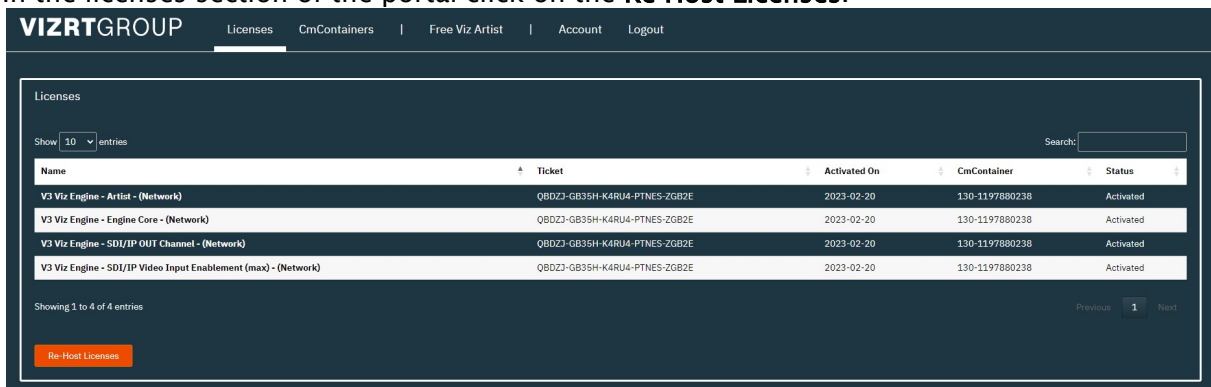 In the licenses section of the portal click on the Re-Host Licenses.
VIZRTGROUP Licenses CmContainers | Free Viz Artist | Account Logout
Licenses
Show 10 entries Search:
Name Ticket Activated On CmContainer Status
V3 Viz Engine - Artist - (Network) QBDZJ-GB35H-K4RU4-PTNES-ZGB2E 2023-02-20 130-1197880238 Activated
V3 Viz Engine - Engine Core - (Network) QBDZJ-GB35H-K4RU4-PTNES-ZGB2E 2023-02-20 130-1197880238 Activated
V3 Viz Engine - SDI/IP OUT Channel - (Network) QBDZJ-GB35H-K4RU4-PTNES-ZGB2E 2023-02-20 130-1197880238 Activated
V3 Viz Engine - SDI/IP Video Input Enablement (max) - (Network) QBDZJ-GB35H-K4RU4-PTNES-ZGB2E 2023-02-20 130-1197880238 Activated
Showing 1 to 4 of 4 entries Previous 1 Next
Re-Host Licenses